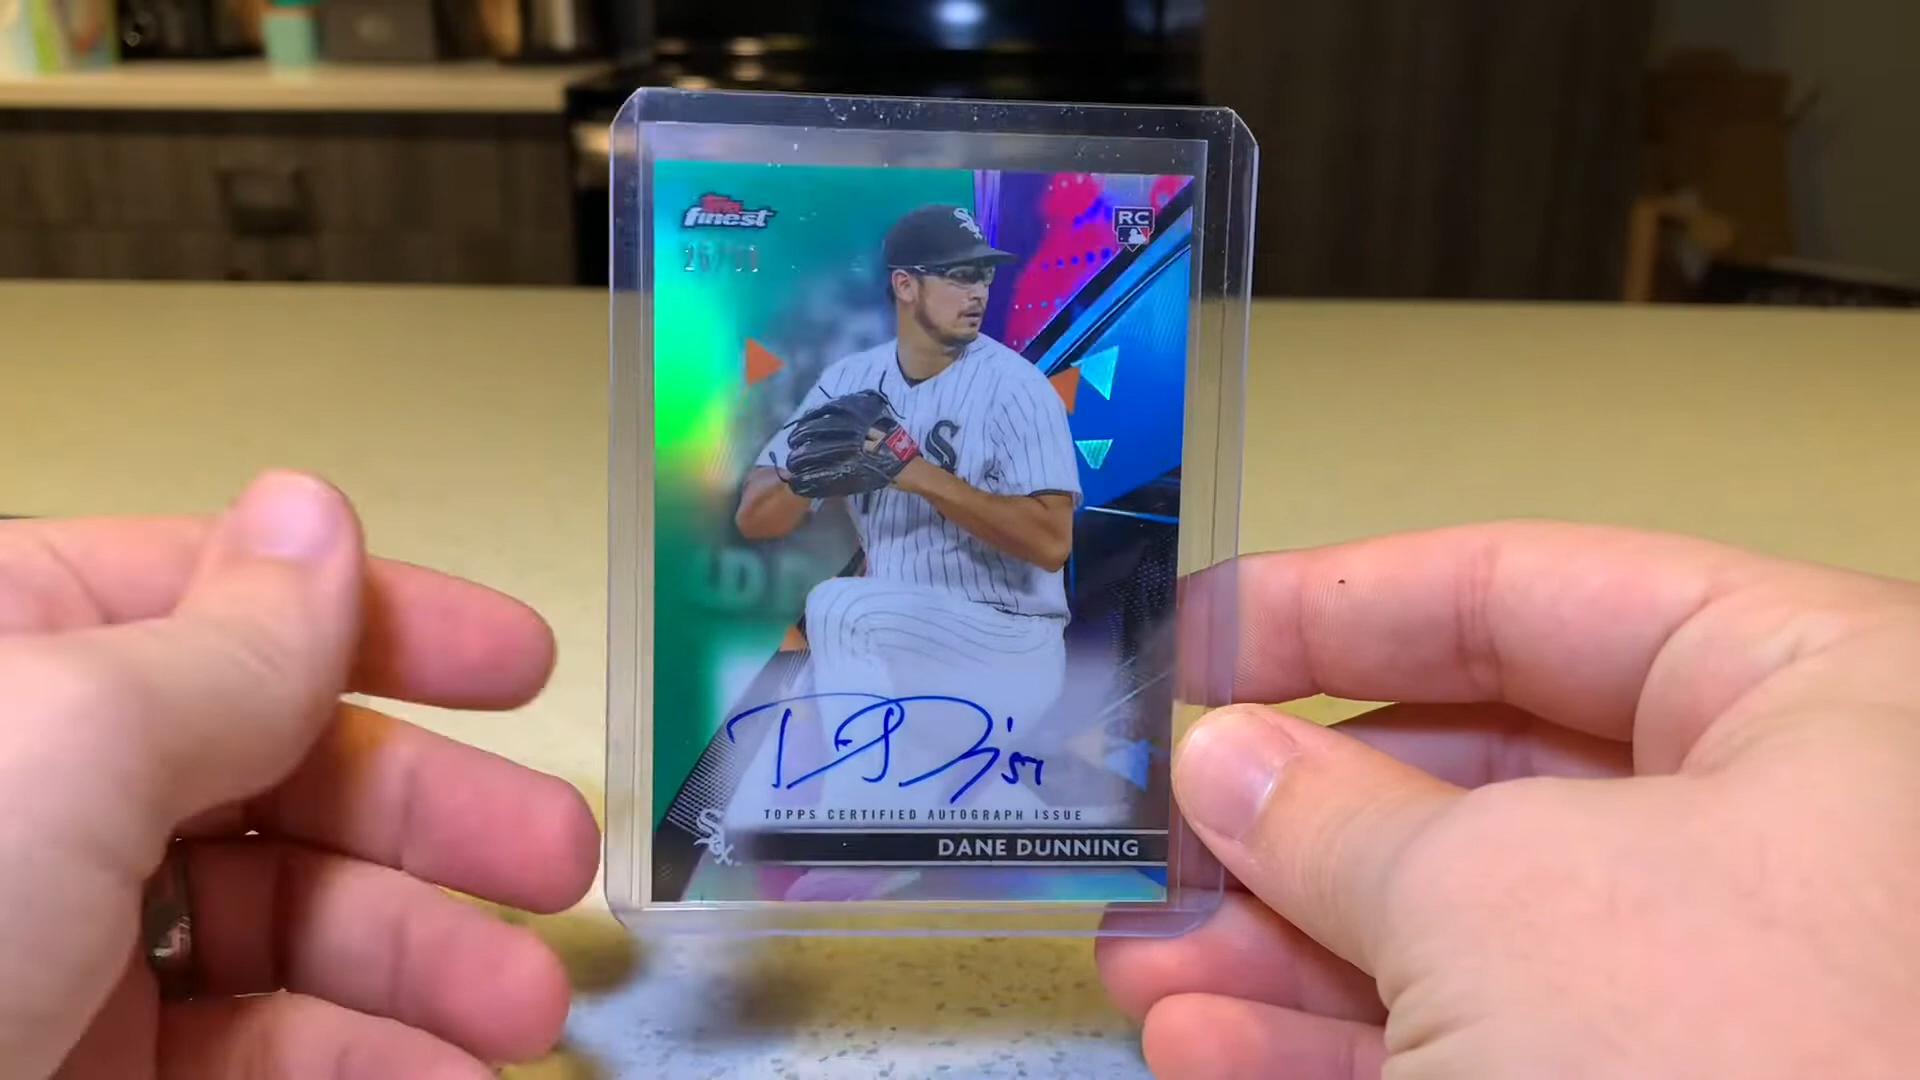 Topps
finest
RC
S
TOPPS CERTIFIED AUTOGRAPH ISSUE
DANE DUNNING